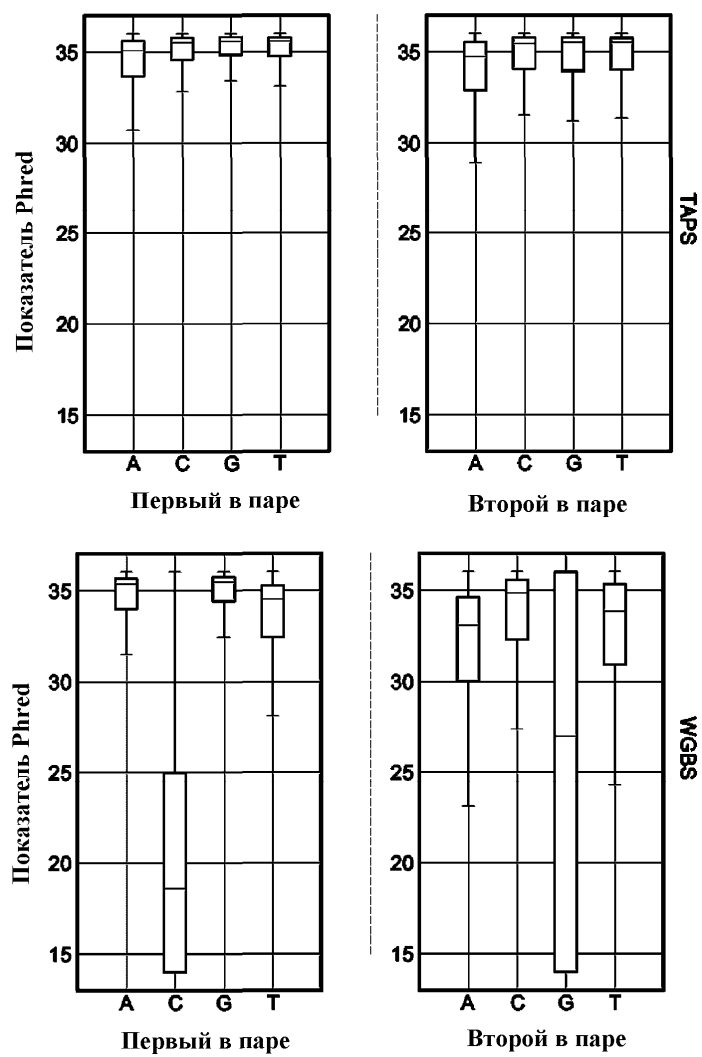 Показатель Phred
35
30
25
20
15
A C G T
Первый в паре
35
30
25
20
15
A C G T
Второй в паре
TAPS
Показатель Phred
35
30
25
20
15
A C G T
Первый в паре
35
30
25
20
15
A C G T
Второй в паре
WGBS